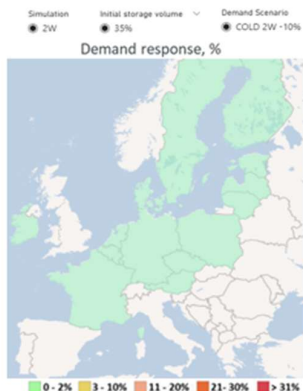 Simulation Initial storage volume Demand Scenario
2W 35% COLD 2W -10%
Demand response, %
0 - 2% 3 - 10% 11 - 20% 21- 30% > 31%